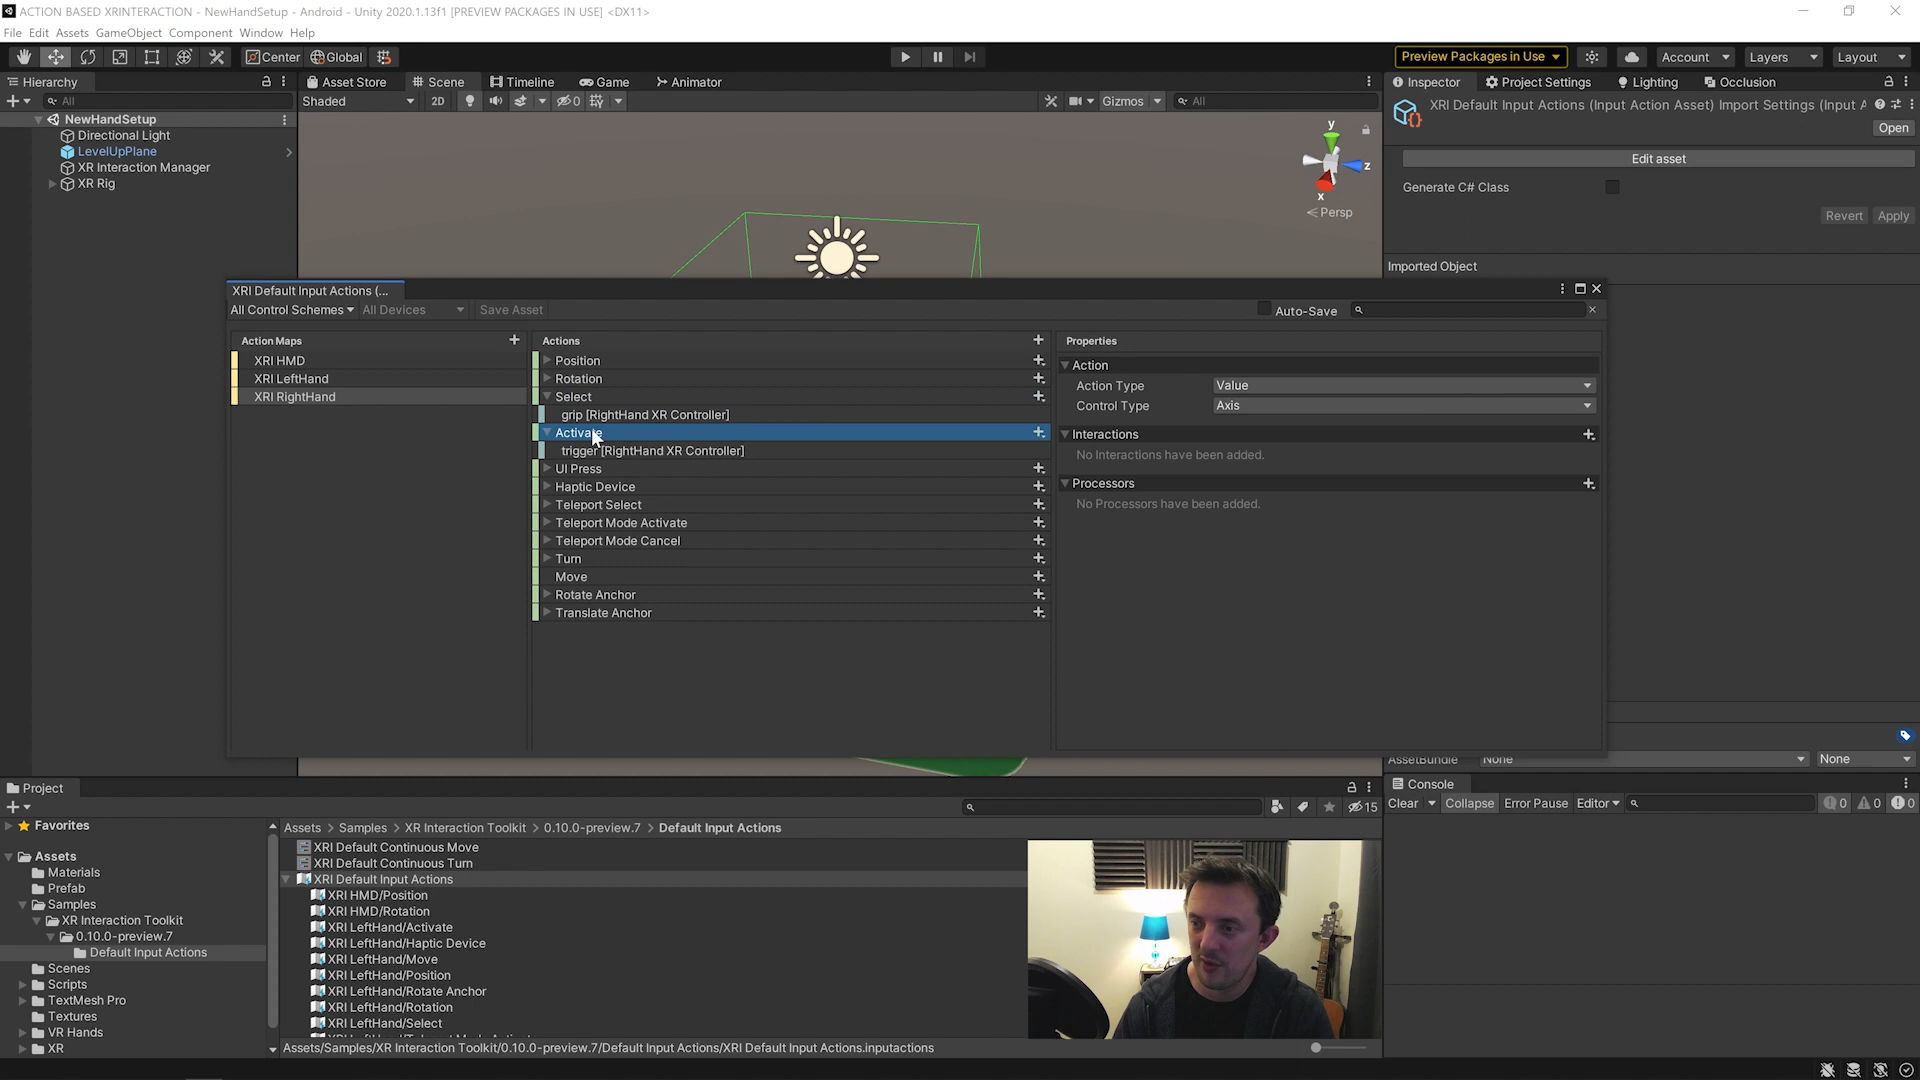 ACTION BASED XRINTERACTION - NewHandSetup - Android - Unity 2020.1.13f1 [PREVIEW PACKAGES IN USE] <DX11>
File Edit Assets GameObject Component Window Help
Center Global Preview Packages in Use Account Layers Layout
Hierarchy Asset Store Scene Timeline Game Animator Inspector Project Settings Lighting Occlusion
All Shaded 2D 0 Gizmos All
XRI Default Input Actions (Input Action Asset) Import Settings (Input A
Open
NewHandSetup
Directional Light
LevelUpPlane
XR Interaction Manager
XR Rig
y
z
x
Persp
Edit asset
Generate C# Class
Revert Apply
Imported Object
XRI Default Input Actions (...
All Control Schemes All Devices Save Asset Auto-Save
Action Maps
XRI HMD
XRI LeftHand
XRI RightHand
Actions
Position
Rotation
Select
grip [RightHand XR Controller]
Activate
trigger [RightHand XR Controller]
UI Press
Haptic Device
Teleport Select
Teleport Mode Activate
Teleport Mode Cancel
Turn
Move
Rotate Anchor
Translate Anchor
Properties
Action
Action Type Value
Control Type Axis
Interactions
No Interactions have been added.
Processors
No Processors have been added.
AssetBundle None None
Project
15
Favorites
Assets
Materials
Prefab
Samples
XR Interaction Toolkit
0.10.0-preview.7
Default Input Actions
Scenes
Scripts
TextMesh Pro
Textures
VR Hands
XR
Assets > Samples > XR Interaction Toolkit > 0.10.0-preview.7 > Default Input Actions
XRI Default Continuous Move
XRI Default Continuous Turn
XRI Default Input Actions
XRI HMD/Position
XRI HMD/Rotation
XRI LeftHand/Activate
XRI LeftHand/Haptic Device
XRI LeftHand/Move
XRI LeftHand/Position
XRI LeftHand/Rotate Anchor
XRI LeftHand/Rotation
XRI LeftHand/Select
Assets/Samples/XR Interaction Toolkit/0.10.0-preview.7/Default Input Actions/XRI Default Input Actions.inputactions
Console
Clear Collapse Error Pause Editor 0 0 0